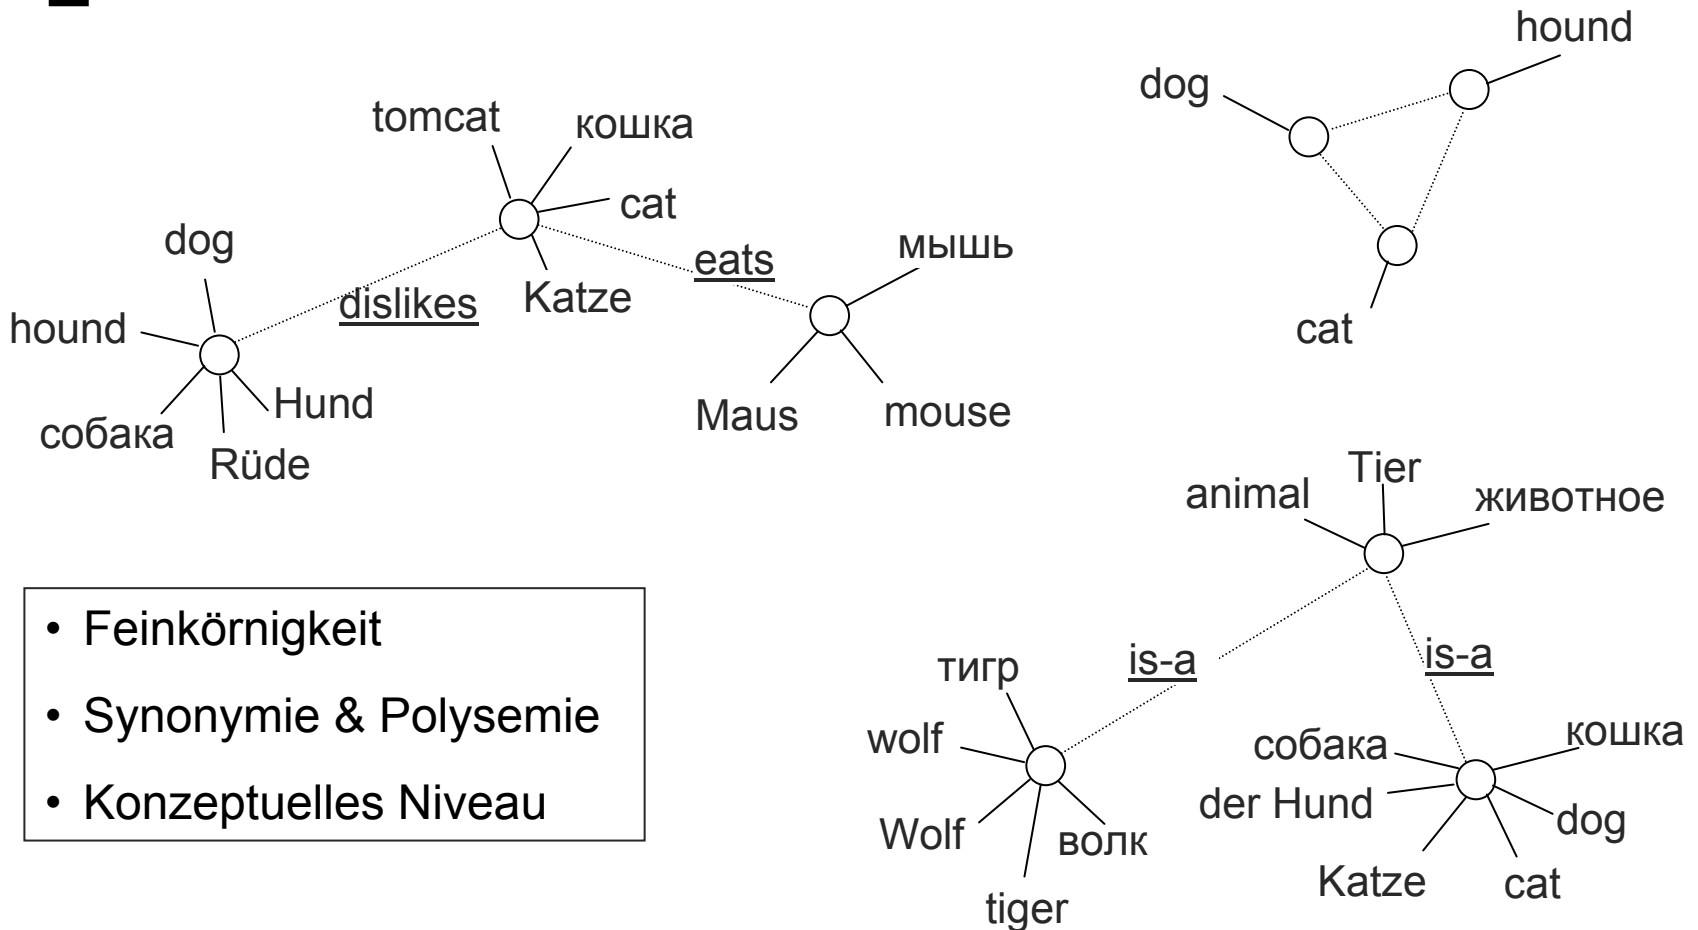 hound
dog
cat
tomcat
кошка
cat
Katze
eats
мышь
Maus
mouse
dog
dislikes
hound
Hund
собака
Rüde
Tier
animal
животное
is-a
is-a
тигр
wolf
Wolf
волк
tiger
собака
кошка
der Hund
dog
Katze
cat
• Feinkörnigkeit
• Synonymie & Polysemie
• Konzeptuelles Niveau